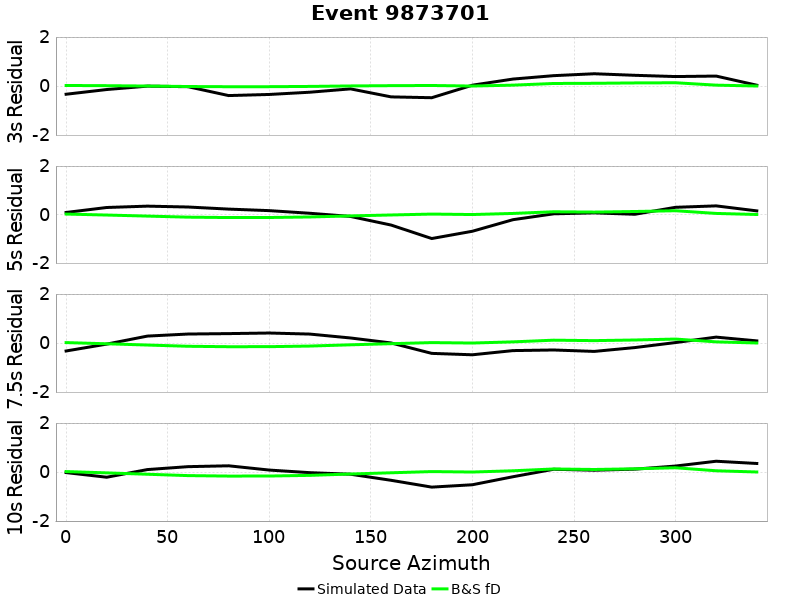 Event 9873701
3s Residual
2
0
-2
5s Residual
2
0
-2
7.5s Residual
2
0
-2
10s Residual
2
0
-2
0 50 100 150 200 250 300
Source Azimuth
Simulated Data B&S fD